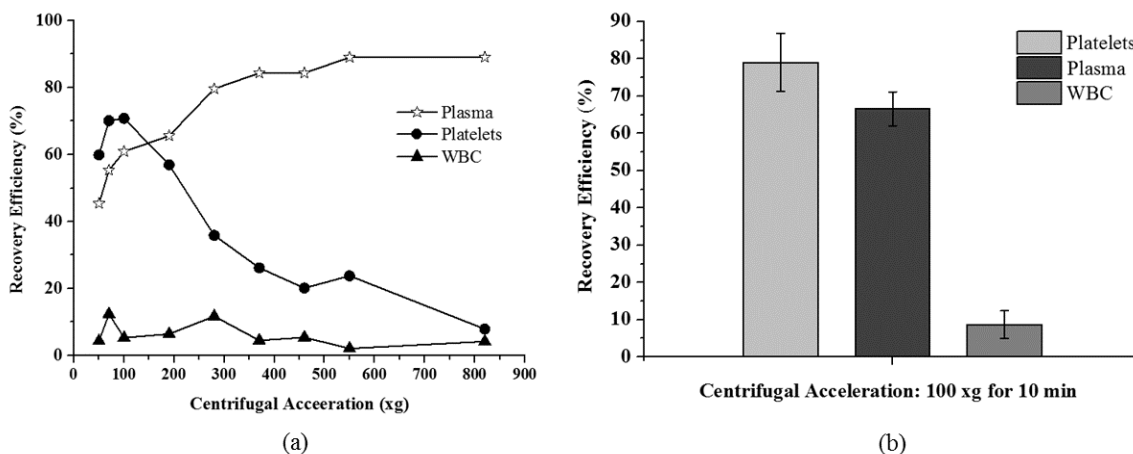 100
80
60
40
20
0
Recovery Efficiency (%)
Plasma
Platelets
WBC
0 100 200 300 400 500 600 700 800 900
Centrifugal Acceeration (xg)
(a)
90
80
70
60
50
40
30
20
10
0
Recovery Efficiency (%)
Platelets
Plasma
WBC
Centrifugal Acceleration: 100 xg for 10 min
(b)